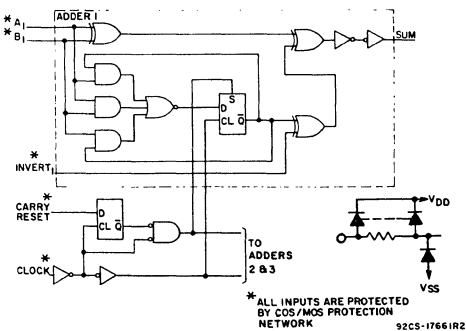 ADDER 1
* A1
* B1
SUM
S
D
CL Q̅
* INVERT1
* CARRY RESET
D
CL Q̅
* CLOCK
TO
ADDERS
2 & 3
VDD
VSS
* ALL INPUTS ARE PROTECTED
BY COS/MOS PROTECTION
NETWORK
92CS-17661R2